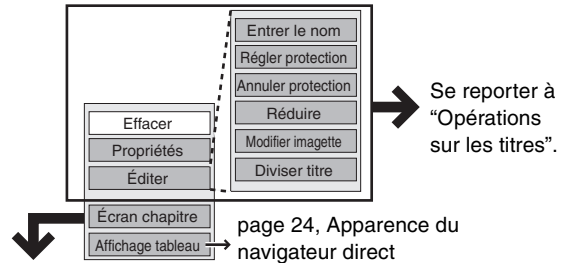 Entrer le nom
Régler protection
Annuler protection
Réduire
Modifier imagette
Diviser titre
Se reporter à
“Opérations
sur les titres”.
Effacer
Propriétés
Éditer
Écran chapitre
Affichage tableau
page 24, Apparence du
navigateur direct